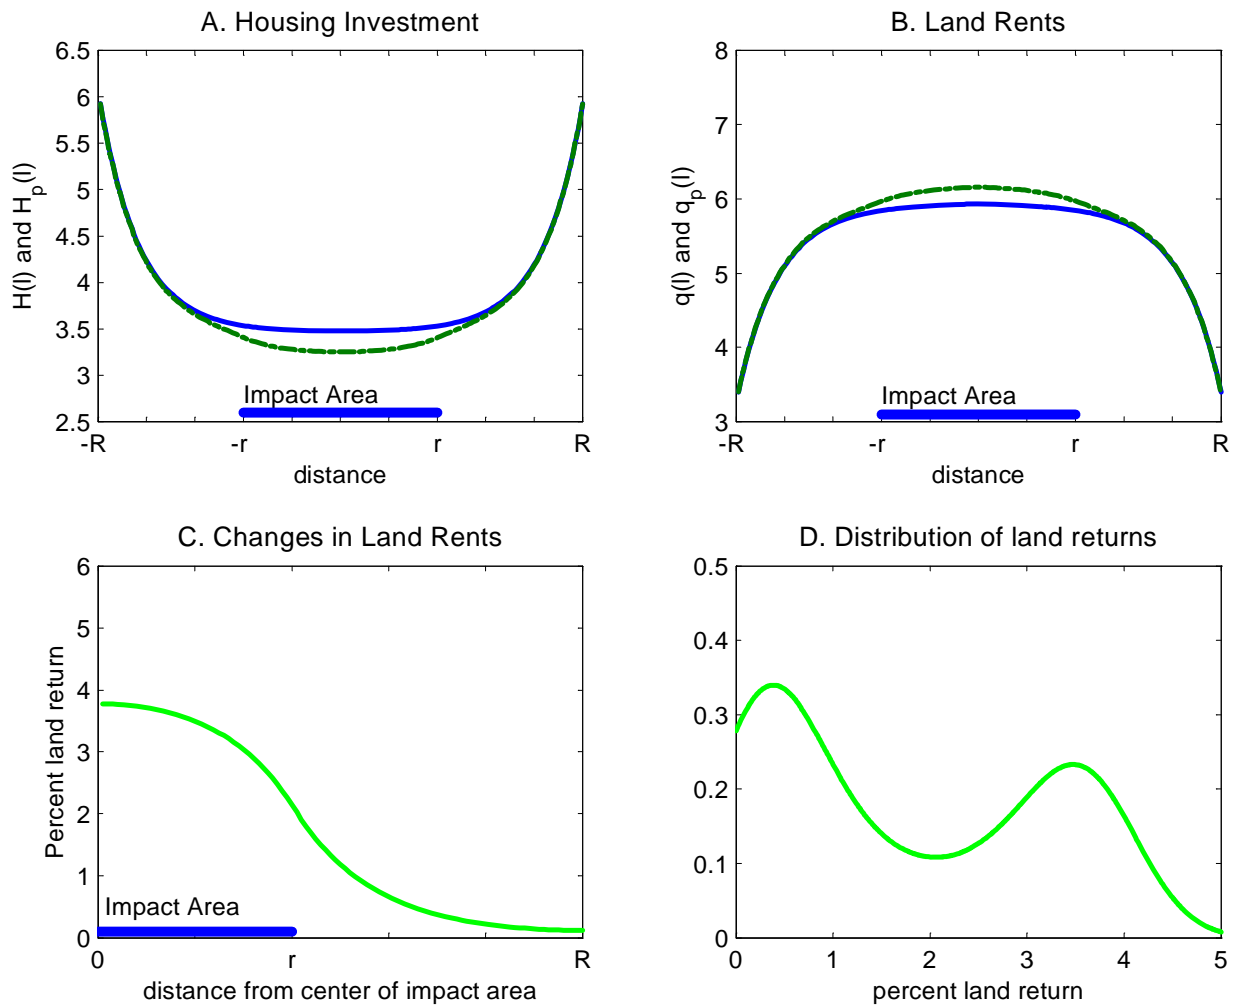 A. Housing Investment
6.5
6
5.5
5
4.5
4
3.5
3
2.5
H(l) and H_p(l)
Impact Area
-R -r r R
distance
B. Land Rents
8
7
6
5
4
3
q(l) and q_p(l)
Impact Area
-R -r r R
distance
C. Changes in Land Rents
6
5
4
3
2
1
0
Percent land return
Impact Area
0 r R
distance from center of impact area
D. Distribution of land returns
0.5
0.4
0.3
0.2
0.1
0
0 1 2 3 4 5
percent land return